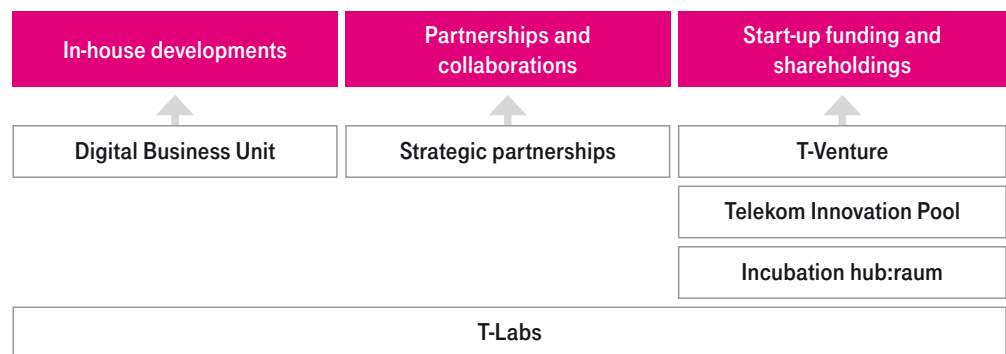 In-house developments
Partnerships and
collaborations
Start-up funding and
shareholdings
Digital Business Unit
Strategic partnerships
T-Venture
Telekom Innovation Pool
Incubation hub:raum
T-Labs